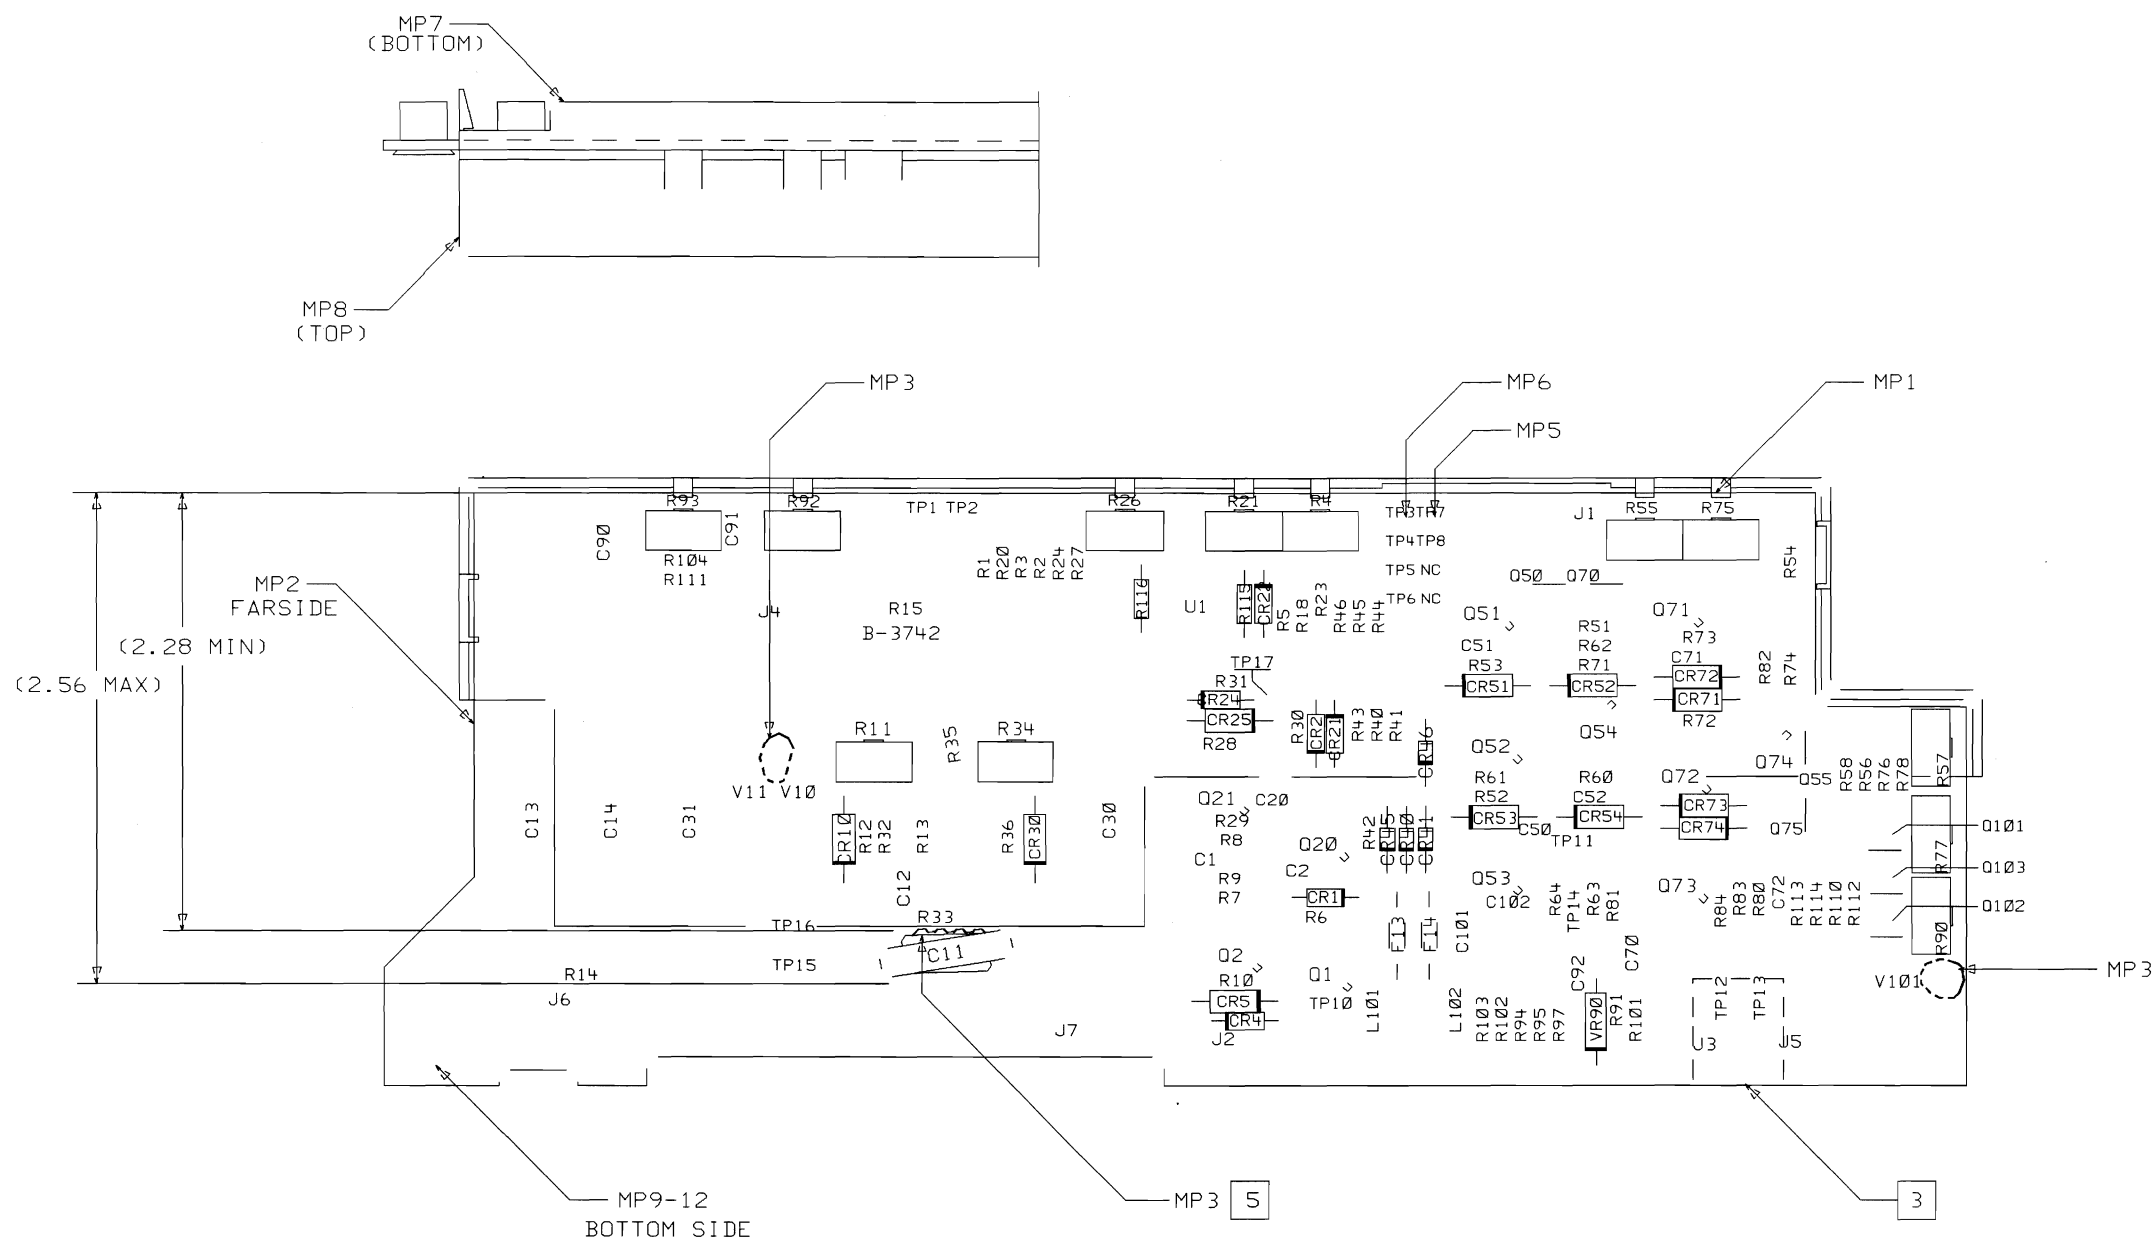 MP7
(BOTTOM)
MP8
(TOP)
MP3
MP6
MP5
MP1
MP2
FARSIDE
(2.28 MIN)
(2.56 MAX)
R93
R92
TP1 TP2
R26
R21
R4
TP3TP7
J1
R55
R75
C90
C91
R104
R111
TP4TP8
TP5 NC
TP6 NC
R1
R20
R3
R2
R24
R27
R116
U1
R115
CR22
R5
R18
R23
R46
R45
R44
Q50
Q70
R54
J4
R15
B-3742
Q51
Q71
R51
R62
R73
C51
R53
R71
C71
CR51
CR52
CR72
CR71
R72
R82
R74
TP17
R31
CR24
CR25
R28
R30
CR2
CR21
R43
R40
R41
CR46
Q54
Q52
Q74
Q72
Q55
R58
R56
R76
R78
R57
R11
R35
R34
V11 V10
R61
R60
R52
C52
CR53
CR54
CR73
CR74
C50
TP11
Q75
Q21
C20
R29
R8
Q20
R42
CR45
CR40
CR41
C13
C14
C31
CR10
R12
R32
R13
R36
CR30
C30
C1
C2
R9
R7
CR1
R6
Q53
C102
R64
TP14
R63
R81
Q73
R84
R83
R80
C72
R113
R114
R110
R112
R77
Q101
Q103
Q102
C12
TP16
R33
C11
TP15
R14
J6
J7
F13
F14
C101
C92
C70
R90
V101
MP3
Q2
R10
CR5
CR4
J2
Q1
TP10
L101
L102
R103
R102
R94
R95
R97
VR90
R91
R101
TP12
TP13
J3
J5
MP9-12
BOTTOM SIDE
MP3 5
3